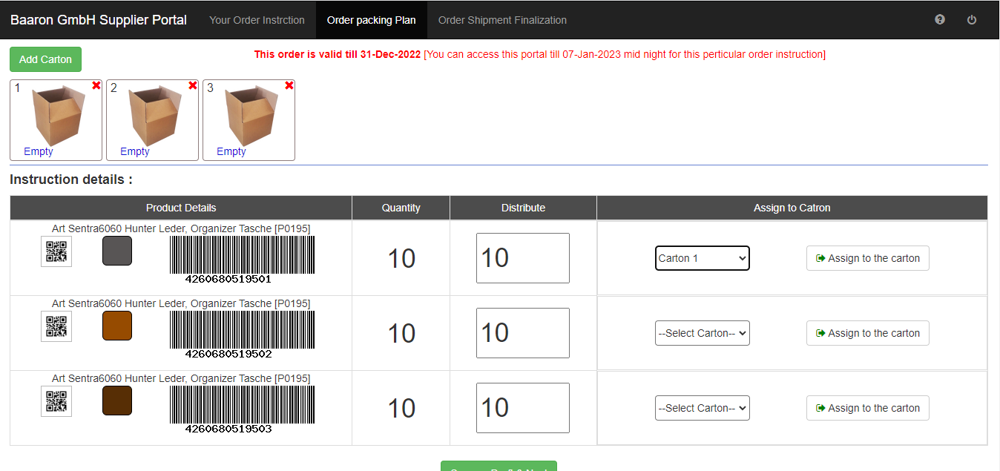 Baaron GmbH Supplier Portal Your Order Instrction Order packing Plan Order Shipment Finalization
Add Carton
This order is valid till 31-Dec-2022 [You can access this portal till 07-Jan-2023 mid night for this perticular order instruction]
1 2 3
Empty Empty Empty
Instruction details :
Product Details Quantity Distribute Assign to Catron
Art Sentra6060 Hunter Leder, Organizer Tasche [P0195]
4260680519501
10 10 Carton 1 Assign to the carton
Art Sentra6060 Hunter Leder, Organizer Tasche [P0195]
4260680519502
10 10 --Select Carton-- Assign to the carton
Art Sentra6060 Hunter Leder, Organizer Tasche [P0195]
4260680519503
10 10 --Select Carton-- Assign to the carton